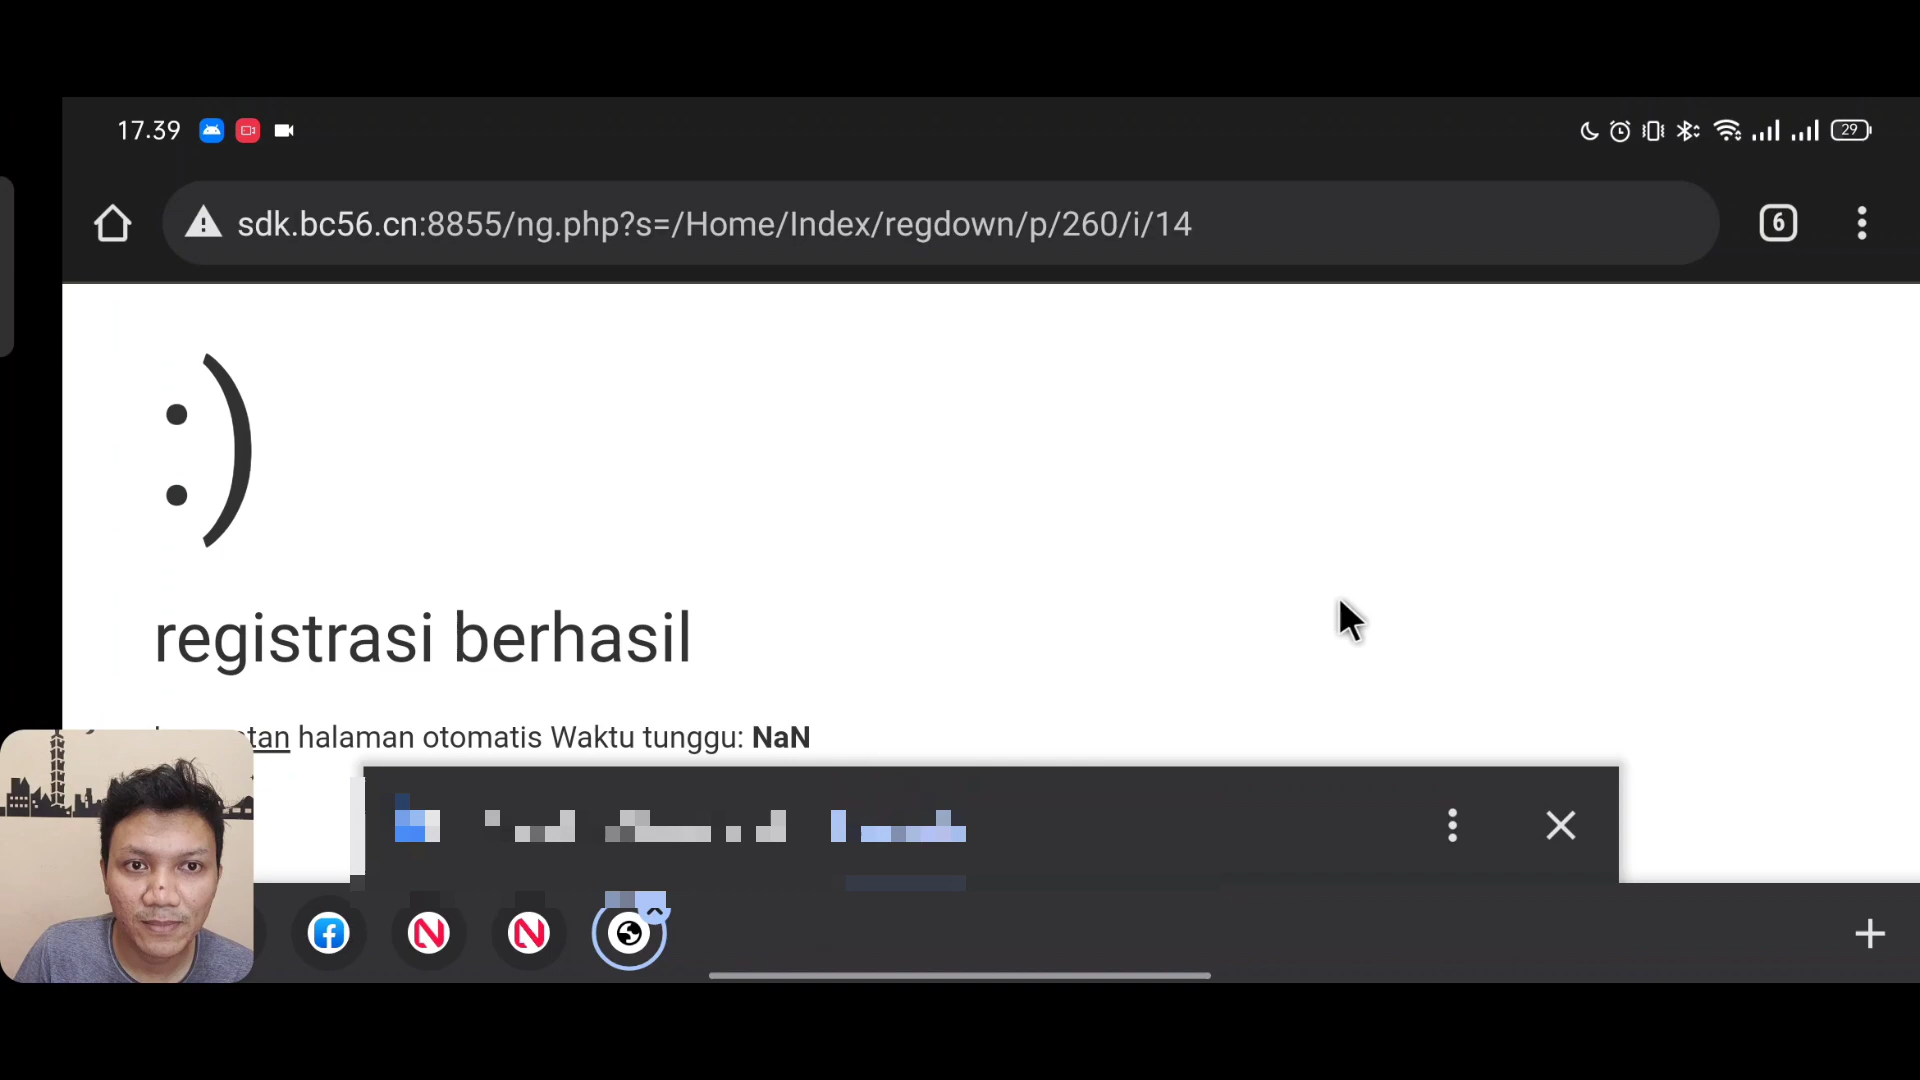 17.39
29
sdk.bc56.cn:8855/ng.php?s=/Home/Index/regdown/p/260/i/14
6
:)
registrasi berhasil
halaman otomatis Waktu tunggu: NaN